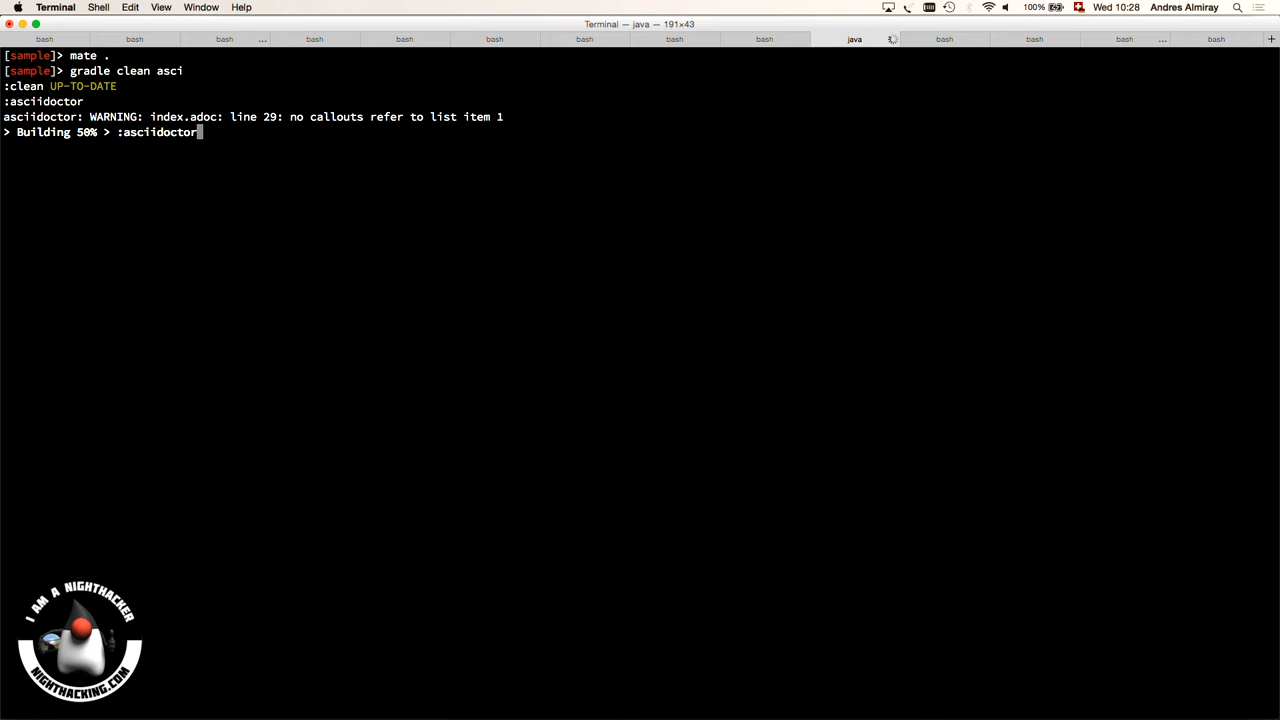 Terminal Shell Edit View Window Help 100% Wed 10:28 Andres Almiray
Terminal — java — 191×43
bash bash bash ... bash bash bash bash bash bash java bash bash bash ... bash +
[sample]> mate .
[sample]> gradle clean asci
:clean UP-TO-DATE
:asciidoctor
asciidoctor: WARNING: index.adoc: line 29: no callouts refer to list item 1
> Building 50% > :asciidoctor
I AM A NIGHTHACKER
NIGHTHACKING.COM